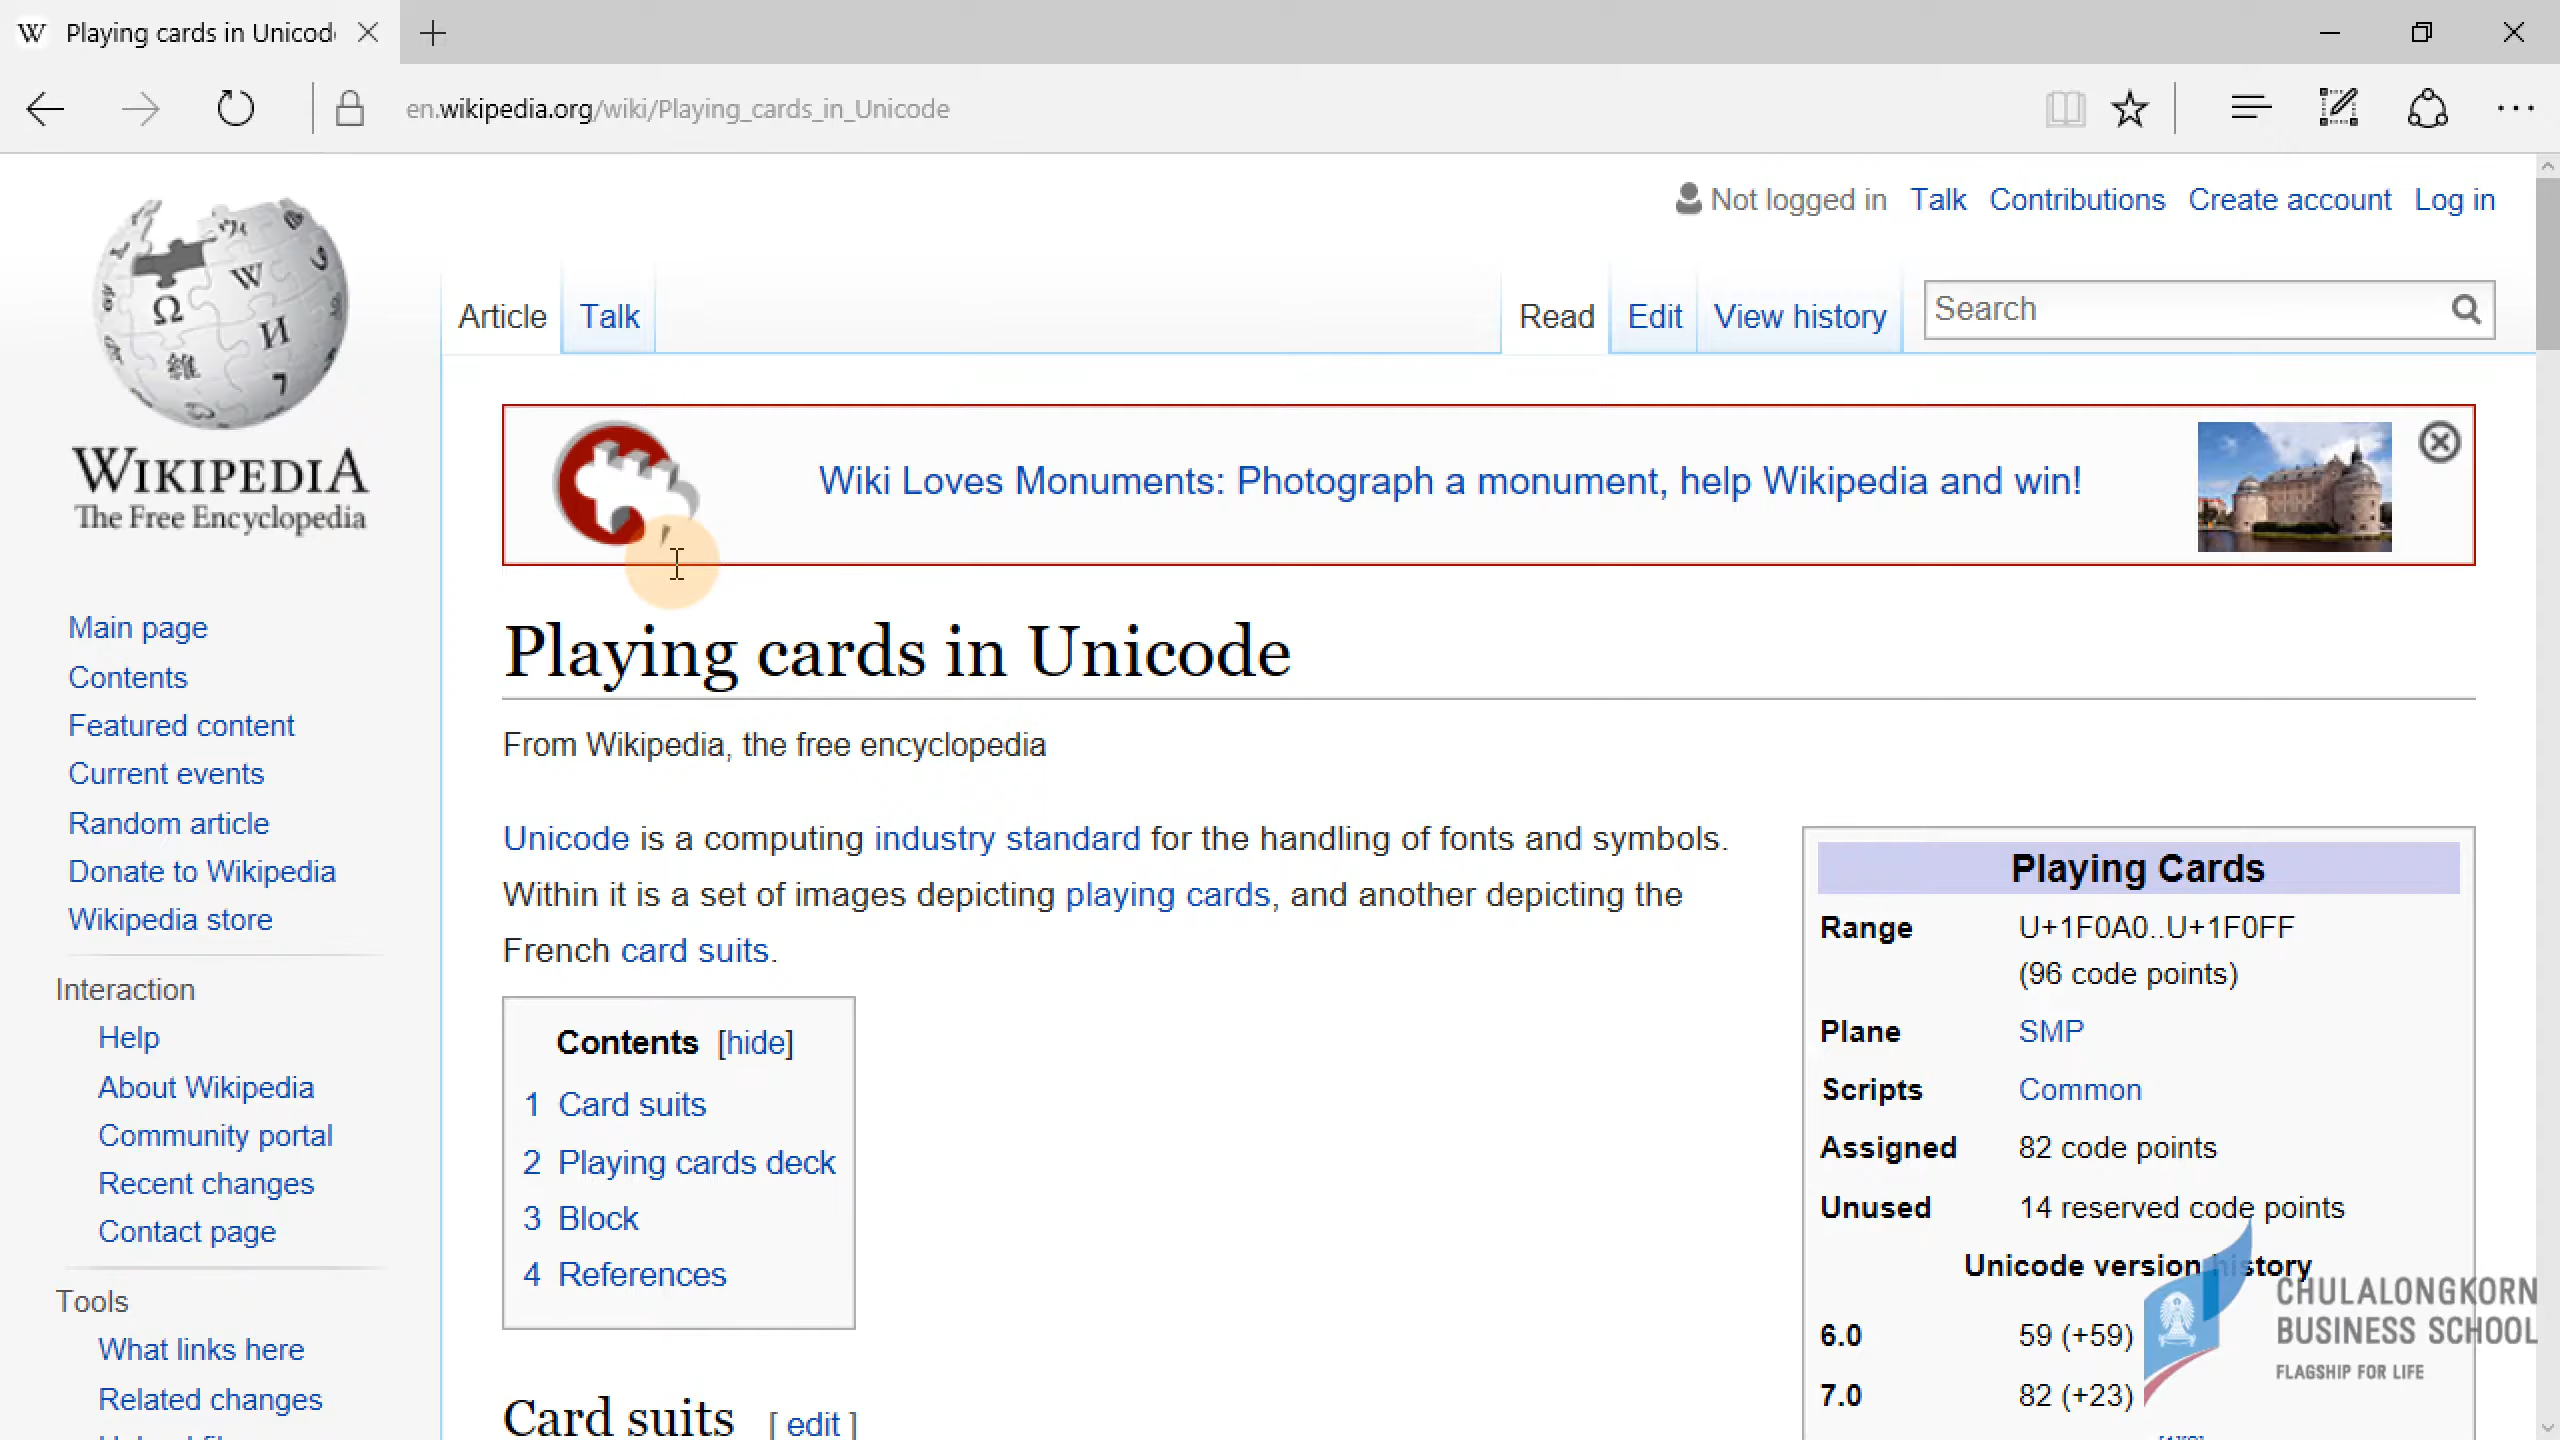 Playing cards in Unicod
en.wikipedia.org/wiki/Playing_cards_in_Unicode
Not logged in Talk Contributions Create account Log in
Article Talk Read Edit View history Search
WIKIPEDIA
The Free Encyclopedia
Wiki Loves Monuments: Photograph a monument, help Wikipedia and win!
Main page
Contents
Featured content
Current events
Random article
Donate to Wikipedia
Wikipedia store
Interaction
Help
About Wikipedia
Community portal
Recent changes
Contact page
Tools
What links here
Related changes
Playing cards in Unicode
From Wikipedia, the free encyclopedia
Unicode is a computing industry standard for the handling of fonts and symbols.
Within it is a set of images depicting playing cards, and another depicting the
French card suits.
Contents [hide]
1 Card suits
2 Playing cards deck
3 Block
4 References
Card suits [ edit ]
Playing Cards
Range U+1F0A0..U+1F0FF
(96 code points)
Plane SMP
Scripts Common
Assigned 82 code points
Unused 14 reserved code points
Unicode version history
6.0 59 (+59)
7.0 82 (+23)
CHULALONGKORN
BUSINESS SCHOOL
FLAGSHIP FOR LIFE